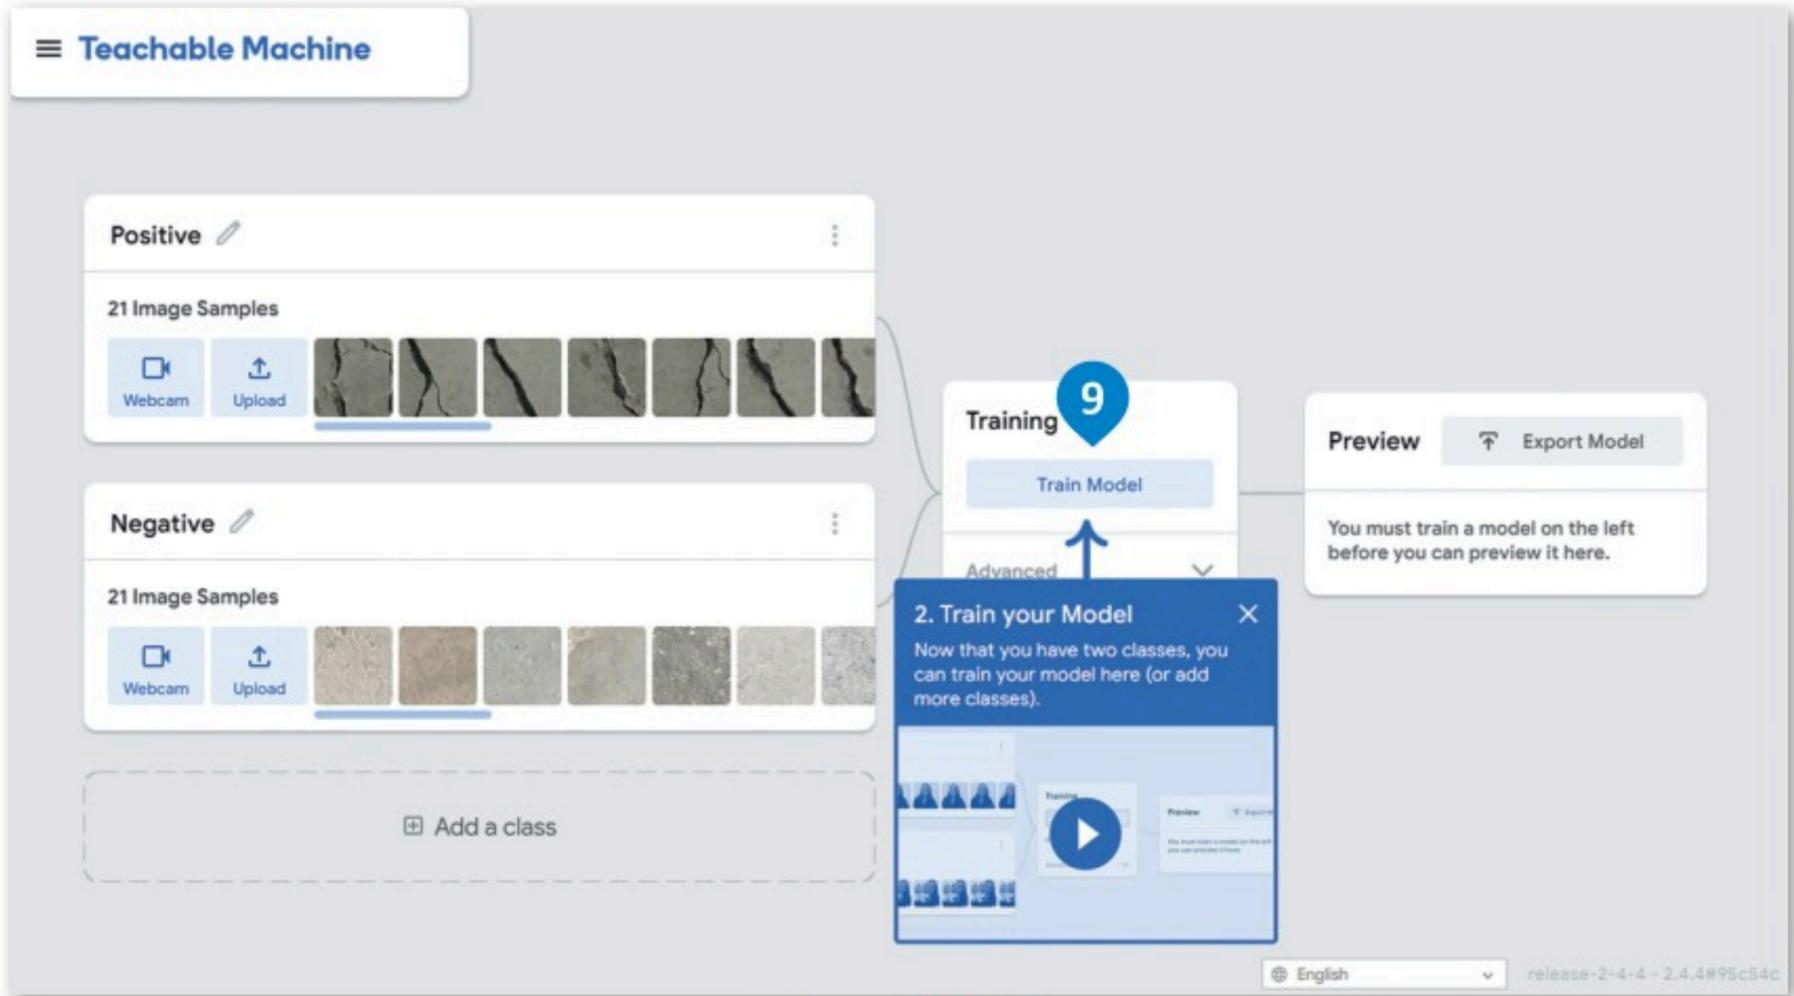 Teachable Machine
Positive
21 Image Samples
Webcam
Upload
Negative
21 Image Samples
Webcam
Upload
Add a class
Training
9
Train Model
Advanced
2. Train your Model
Now that you have two classes, you
can train your model here (or add
more classes).
Training
Preview
Preview
Export Model
You must train a model on the left
before you can preview it here.
English
release-2-4-4 - 2.4.4#95c54c